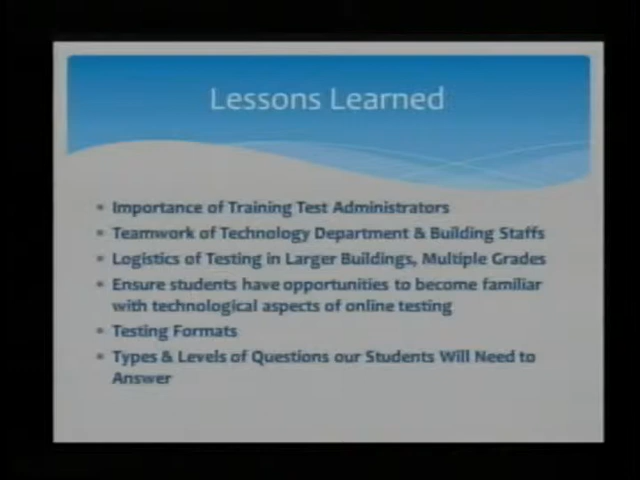 Lessons Learned
Importance of Training Test Administrators
Teamwork of Technology Department & Building Staffs
Logistics of Testing in Larger Buildings, Multiple Grades
Ensure students have opportunities to become familiar
with technological aspects of online testing
Testing Formats
Types & Levels of Questions our Students Will Need to
Answer